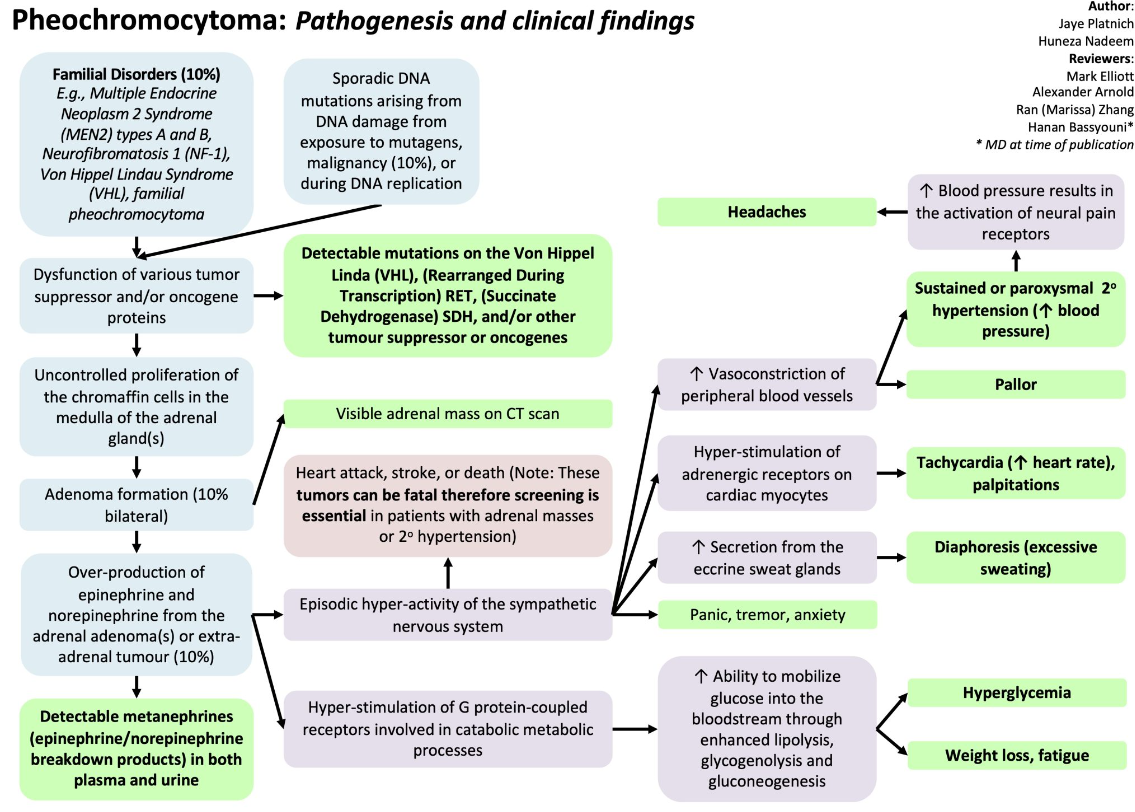 Pheochromocytoma: Pathogenesis and clinical findings
Author:
Jaye Platnich
Huneza Nadeem
Reviewers:
Mark Elliott
Alexander Arnold
Ran (Marissa) Zhang
Hanan Bassyouni*
* MD at time of publication
Familial Disorders (10%)
E.g., Multiple Endocrine
Neoplasm 2 Syndrome
(MEN2) types A and B,
Neurofibromatosis 1 (NF-1),
Von Hippel Lindau Syndrome
(VHL), familial
pheochromocytoma
Sporadic DNA
mutations arising from
DNA damage from
exposure to mutagens,
malignancy (10%), or
during DNA replication
Dysfunction of various tumor
suppressor and/or oncogene
proteins
Detectable mutations on the Von Hippel
Linda (VHL), (Rearranged During
Transcription) RET, (Succinate
Dehydrogenase) SDH, and/or other
tumour suppressor or oncogenes
Uncontrolled proliferation of
the chromaffin cells in the
medulla of the adrenal
gland(s)
Visible adrenal mass on CT scan
Adenoma formation (10%
bilateral)
Heart attack, stroke, or death (Note: These
tumors can be fatal therefore screening is
essential in patients with adrenal masses
or 2º hypertension)
Over-production of
epinephrine and
norepinephrine from the
adrenal adenoma(s) or extra-
adrenal tumour (10%)
Episodic hyper-activity of the sympathetic
nervous system
Detectable metanephrines
(epinephrine/norepinephrine
breakdown products) in both
plasma and urine
Hyper-stimulation of G protein-coupled
receptors involved in catabolic metabolic
processes
Headaches
↑ Blood pressure results in
the activation of neural pain
receptors
Sustained or paroxysmal 2º
hypertension (↑ blood
pressure)
↑ Vasoconstriction of
peripheral blood vessels
Pallor
Hyper-stimulation of
adrenergic receptors on
cardiac myocytes
Tachycardia (↑ heart rate),
palpitations
↑ Secretion from the
eccrine sweat glands
Diaphoresis (excessive
sweating)
Panic, tremor, anxiety
↑ Ability to mobilize
glucose into the
bloodstream through
enhanced lipolysis,
glycogenolysis and
gluconeogenesis
Hyperglycemia
Weight loss, fatigue